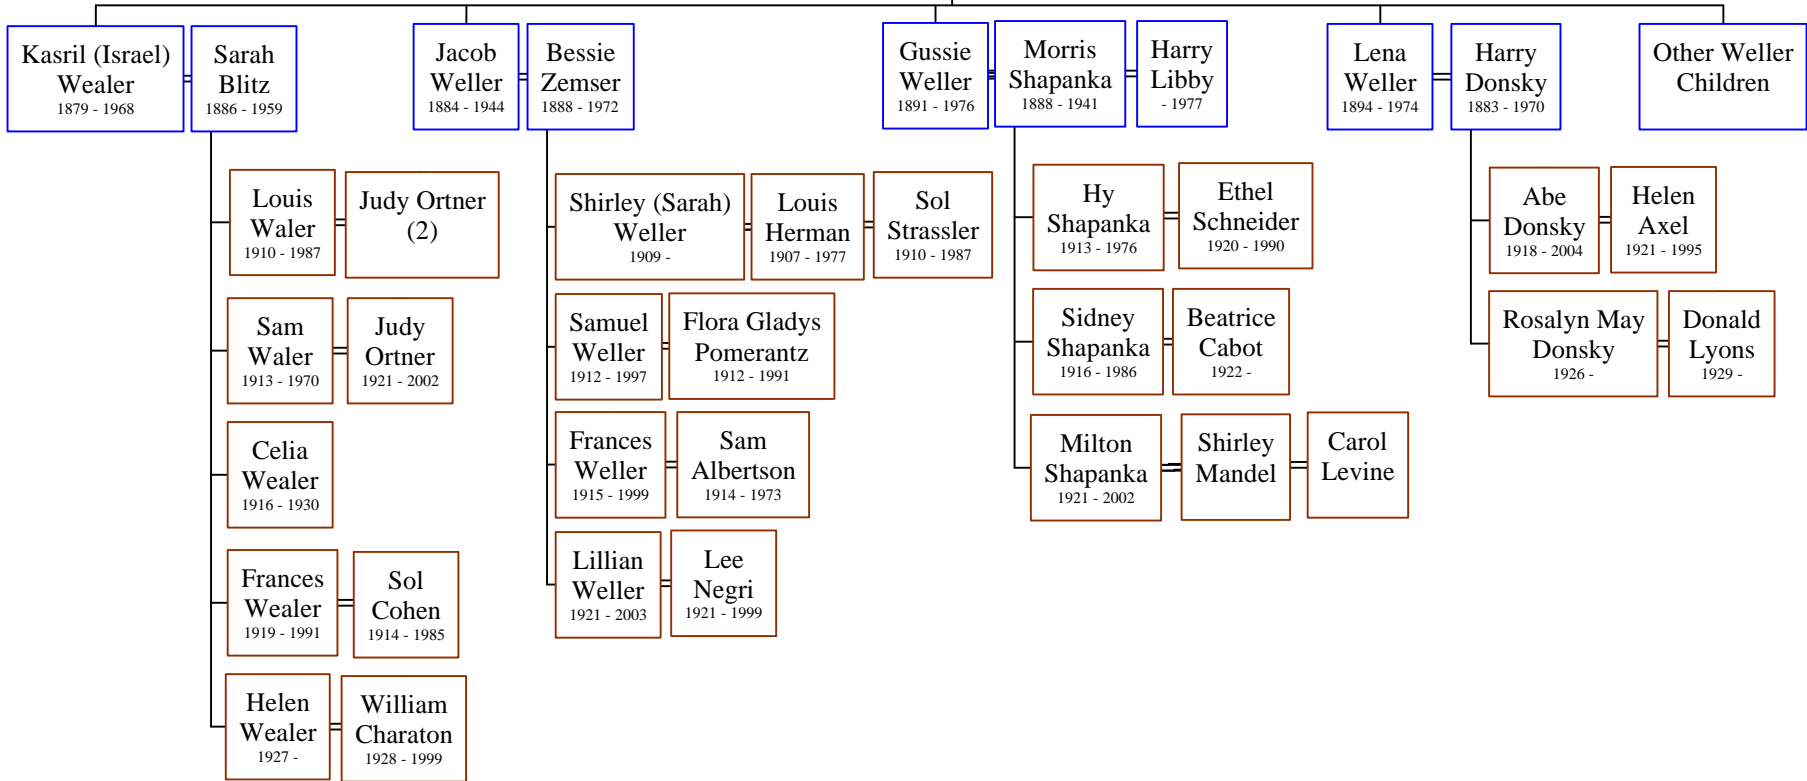 Kasril (Israel)
Wealer
1879 - 1968
Sarah
Blitz
1886 - 1959
Jacob
Weller
1884 - 1944
Bessie
Zemser
1888 - 1972
Gussie
Weller
1891 - 1976
Morris
Shapanka
1888 - 1941
Harry
Libby
- 1977
Lena
Weller
1894 - 1974
Harry
Donsky
1883 - 1970
Other Weller
Children
Louis
Waler
1910 - 1987
Judy Ortner
(2)
Sam
Waler
1913 - 1970
Judy
Ortner
1921 - 2002
Celia
Wealer
1916 - 1930
Frances
Wealer
1919 - 1991
Sol
Cohen
1914 - 1985
Helen
Wealer
1927 -
William
Charaton
1928 - 1999
Shirley (Sarah)
Weller
1909 -
Louis
Herman
1907 - 1977
Sol
Strassler
1910 - 1987
Samuel
Weller
1912 - 1997
Flora Gladys
Pomerantz
1912 - 1991
Frances
Weller
1915 - 1999
Sam
Albertson
1914 - 1973
Lillian
Weller
1921 - 2003
Lee
Negri
1921 - 1999
Hy
Shapanka
1913 - 1976
Ethel
Schneider
1920 - 1990
Sidney
Shapanka
1916 - 1986
Beatrice
Cabot
1922 -
Milton
Shapanka
1921 - 2002
Shirley
Mandel
Carol
Levine
Abe
Donsky
1918 - 2004
Helen
Axel
1921 - 1995
Rosalyn May
Donsky
1926 -
Donald
Lyons
1929 -